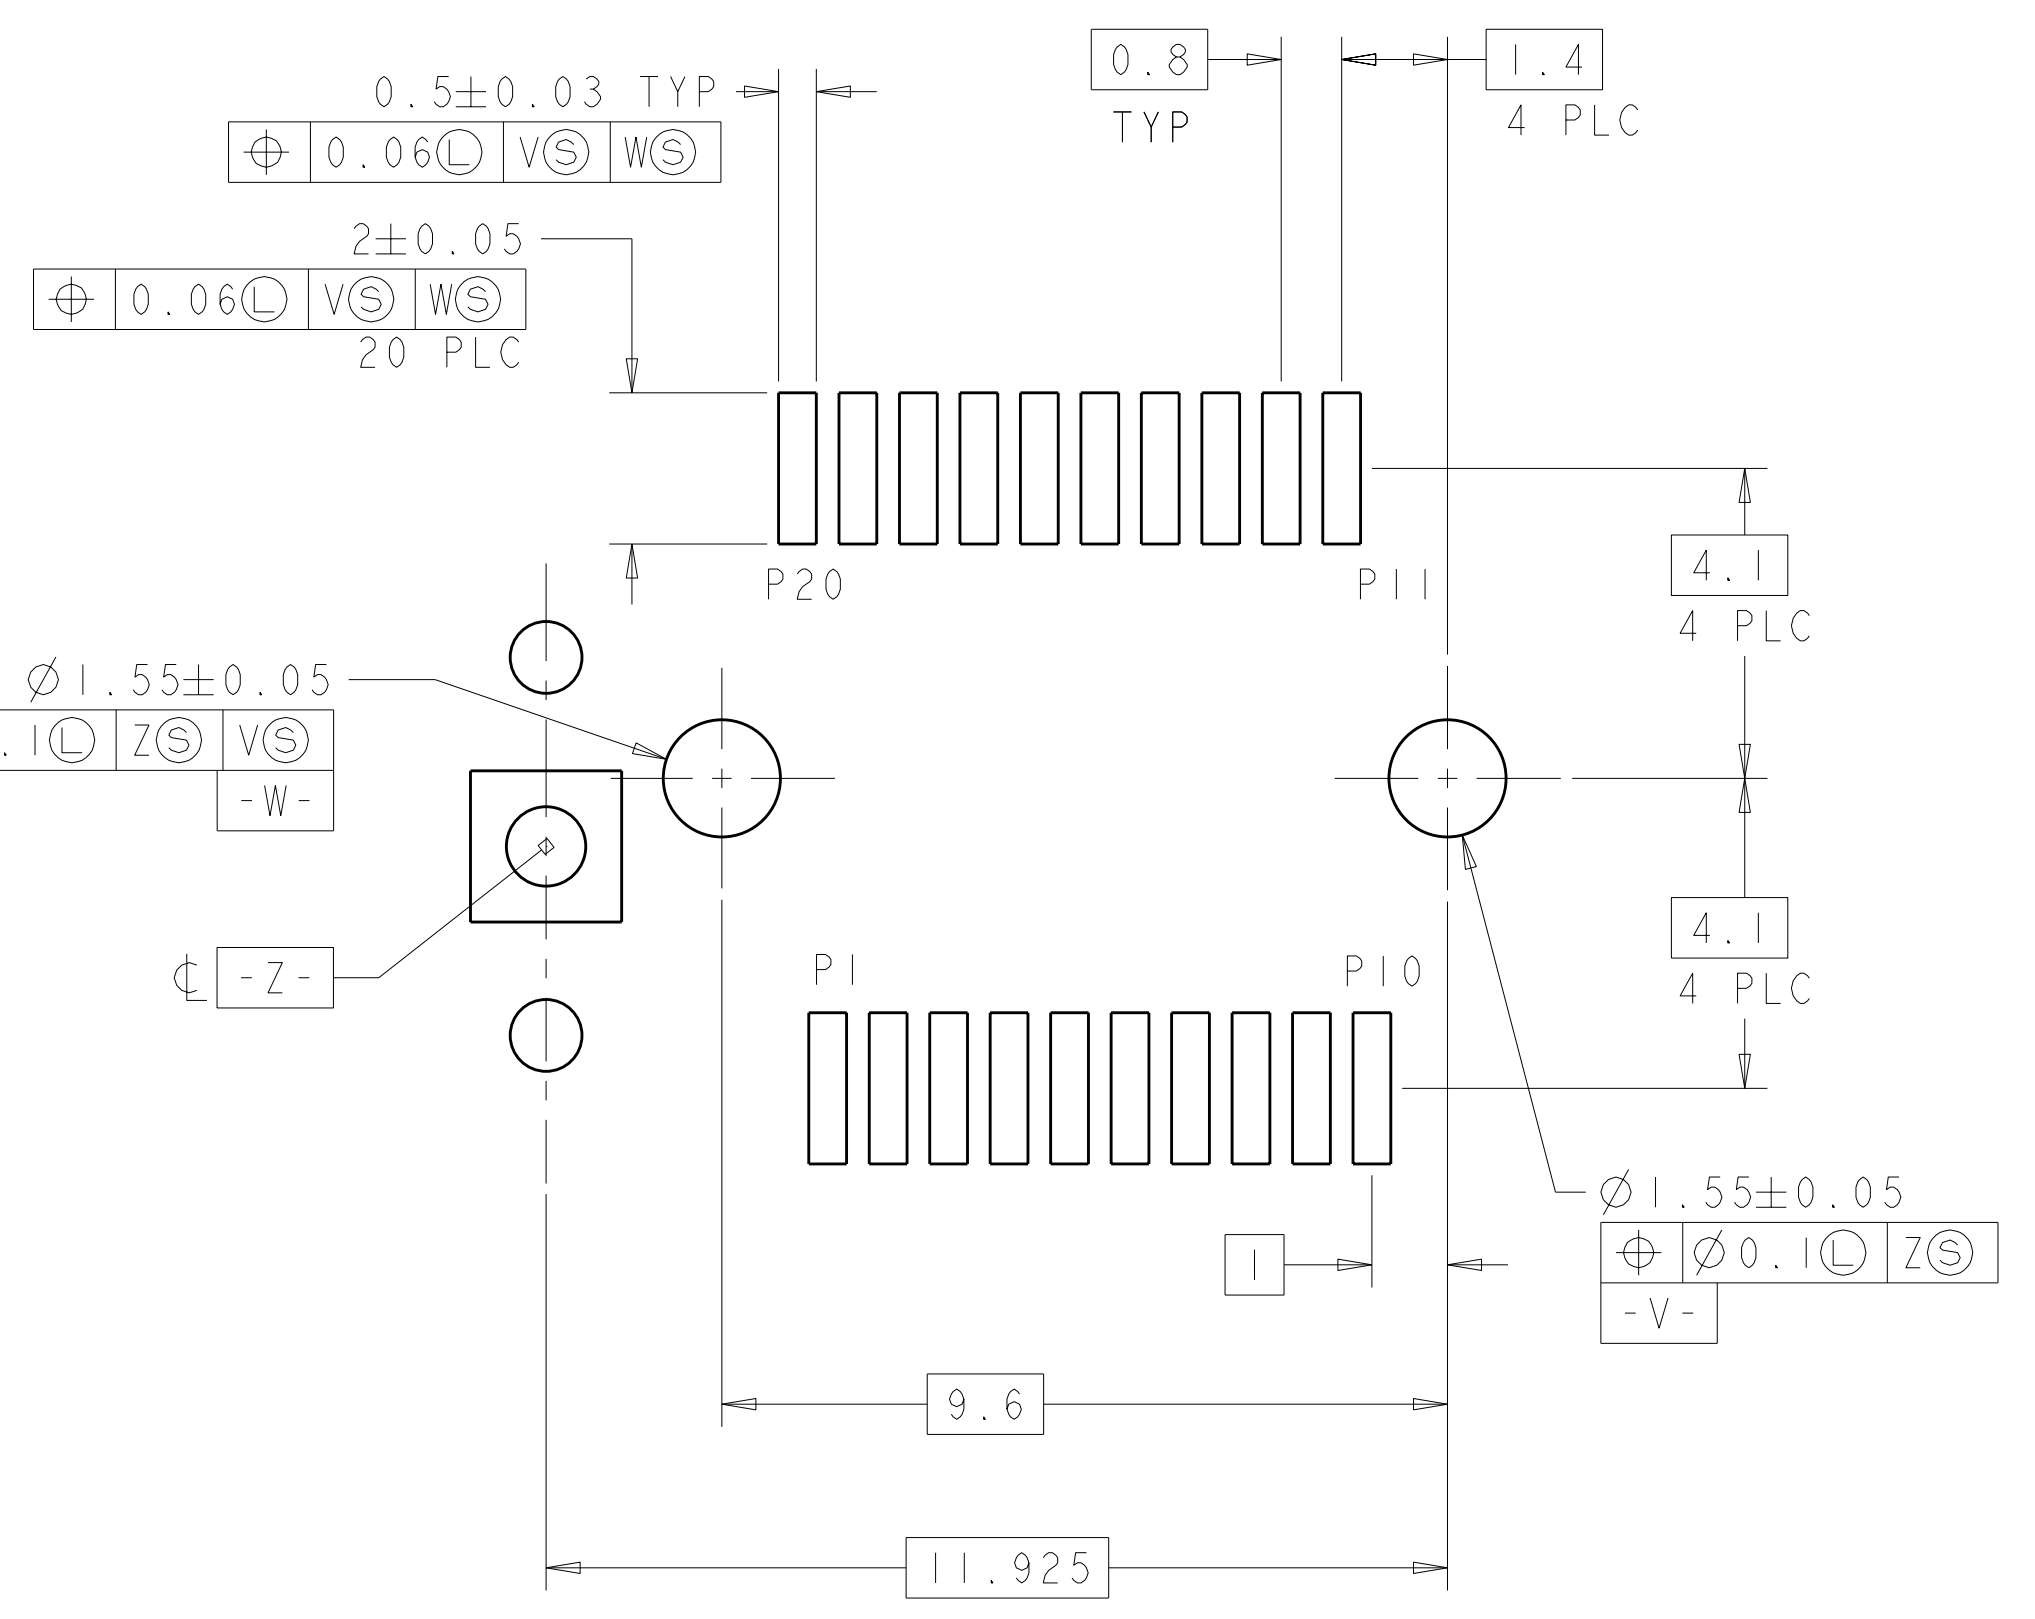 0.8
1.4
TYP
4 PLC
0.5±0.03 TYP
⌖ 0.06Ⓛ VⓈ WⓈ
2±0.05
⌖ 0.06Ⓛ VⓈ WⓈ
20 PLC
P20
P11
4.1
4 PLC
Ø1.55±0.05
.1Ⓛ ZⓈ VⓈ
-W-
4.1
4 PLC
℄ -Z-
P1
P10
Ø1.55±0.05
⌖ Ø0.1Ⓛ ZⓈ
-V-
1
9.6
11.925